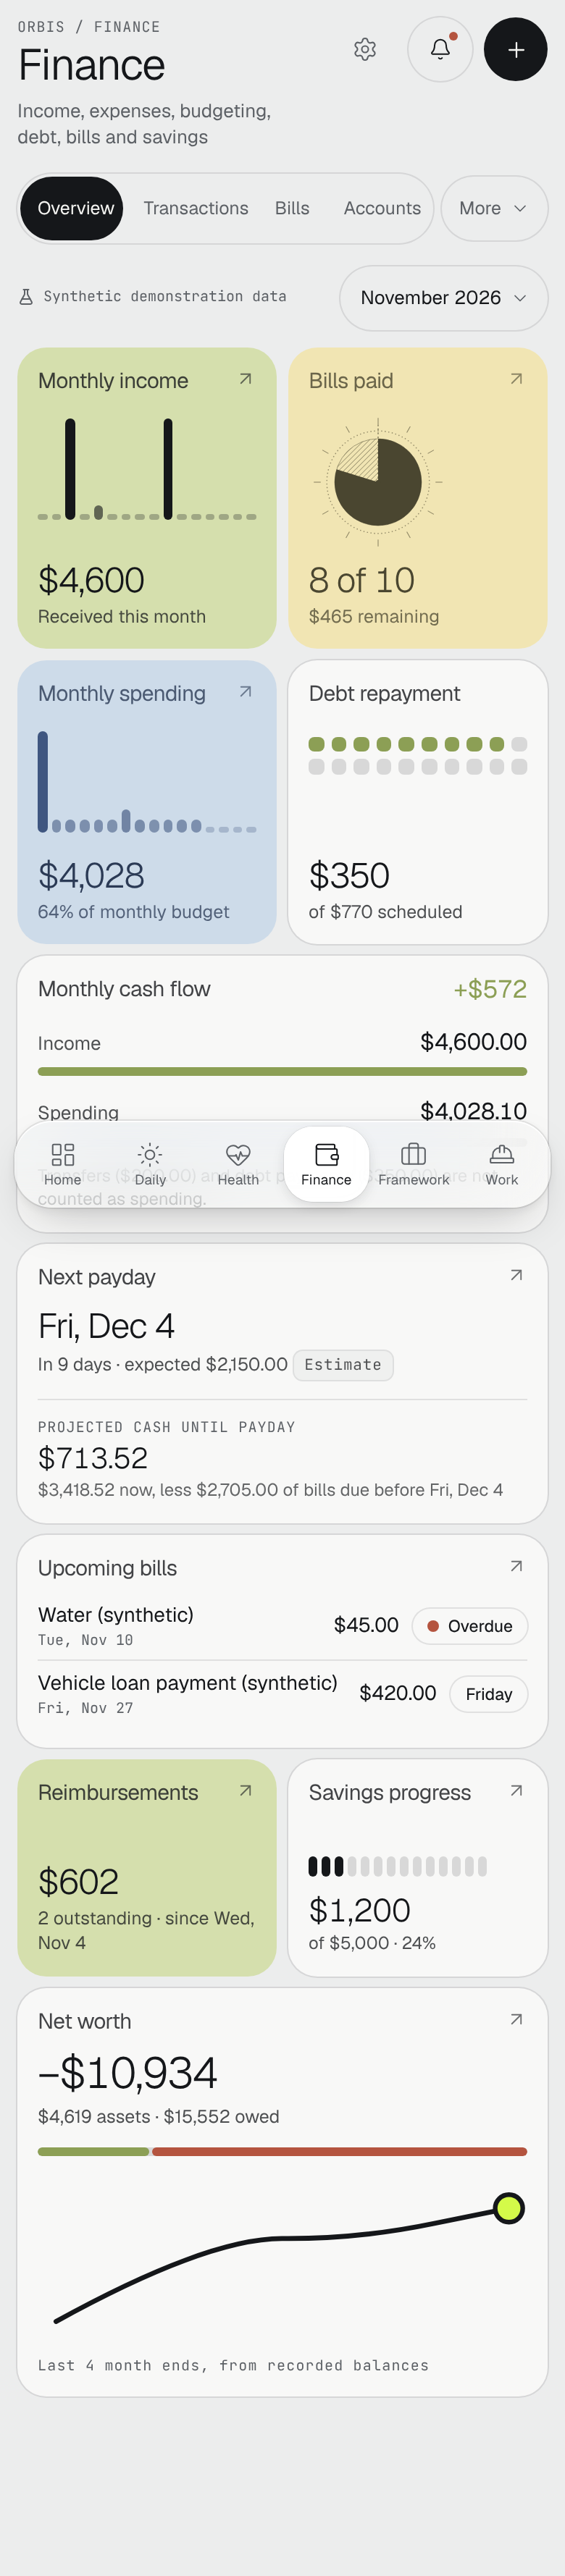 ORBIS / FINANCE
Finance
Income, expenses, budgeting,
debt, bills and savings
Overview
Transactions
Bills
Accounts
More
Synthetic demonstration data
November 2026
Monthly income
$4,600
Received this month
Bills paid
8 of 10
$465 remaining
Monthly spending
$4,028
64% of monthly budget
Debt repayment
$350
of $770 scheduled
Monthly cash flow
+$572
Income
$4,600.00
Spending
$4,028.10
Home
Daily
Health
Finance
Framework
Work
counted as spending.
Next payday
Fri, Dec 4
In 9 days · expected $2,150.00 Estimate
PROJECTED CASH UNTIL PAYDAY
$713.52
$3,418.52 now, less $2,705.00 of bills due before Fri, Dec 4
Upcoming bills
Water (synthetic)
Tue, Nov 10
$45.00
Overdue
Vehicle loan payment (synthetic)
Fri, Nov 27
$420.00
Friday
Reimbursements
$602
2 outstanding · since Wed,
Nov 4
Savings progress
$1,200
of $5,000 · 24%
Net worth
−$10,934
$4,619 assets · $15,552 owed
Last 4 month ends, from recorded balances